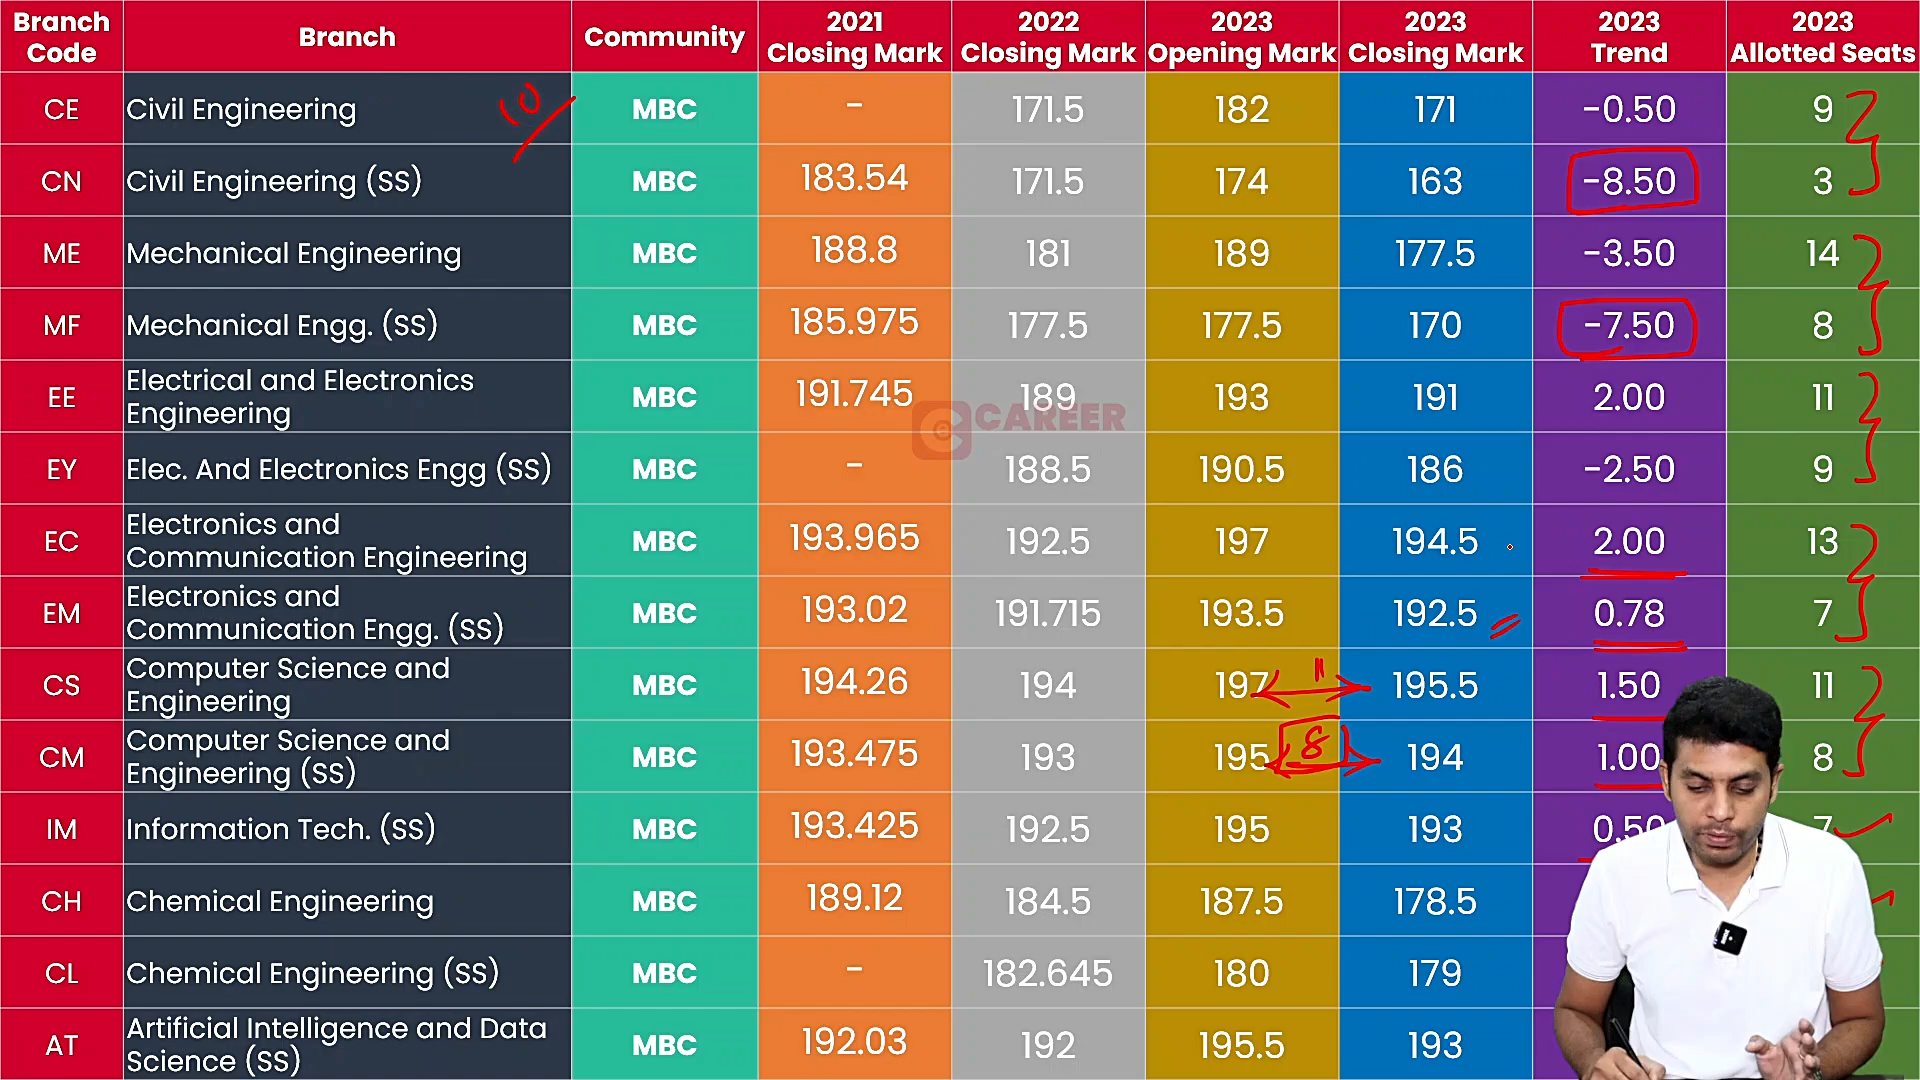 Branch Code Branch Community 2021 Closing Mark 2022 Closing Mark 2023 Opening Mark 2023 Closing Mark 2023 Trend 2023 Allotted Seats
CE Civil Engineering 10 MBC - 171.5 182 171 -0.50 9
CN Civil Engineering (SS) MBC 183.54 171.5 174 163 -8.50 3
ME Mechanical Engineering MBC 188.8 181 189 177.5 -3.50 14
MF Mechanical Engg. (SS) MBC 185.975 177.5 177.5 170 -7.50 8
EE Electrical and Electronics Engineering MBC 191.745 189 193 191 2.00 11
CAREER
EY Elec. And Electronics Engg (SS) MBC - 188.5 190.5 186 -2.50 9
EC Electronics and Communication Engineering MBC 193.965 192.5 197 194.5 2.00 13
EM Electronics and Communication Engg. (SS) MBC 193.02 191.715 193.5 192.5 0.78 7
CS Computer Science and Engineering MBC 194.26 194 197 11 195.5 1.50 11
CM Computer Science and Engineering (SS) MBC 193.475 193 195 8 194 1.00 8
IM Information Tech. (SS) MBC 193.425 192.5 195 193 0.50 7
CH Chemical Engineering MBC 189.12 184.5 187.5 178.5
CL Chemical Engineering (SS) MBC - 182.645 180 179
AT Artificial Intelligence and Data Science (SS) MBC 192.03 192 195.5 193